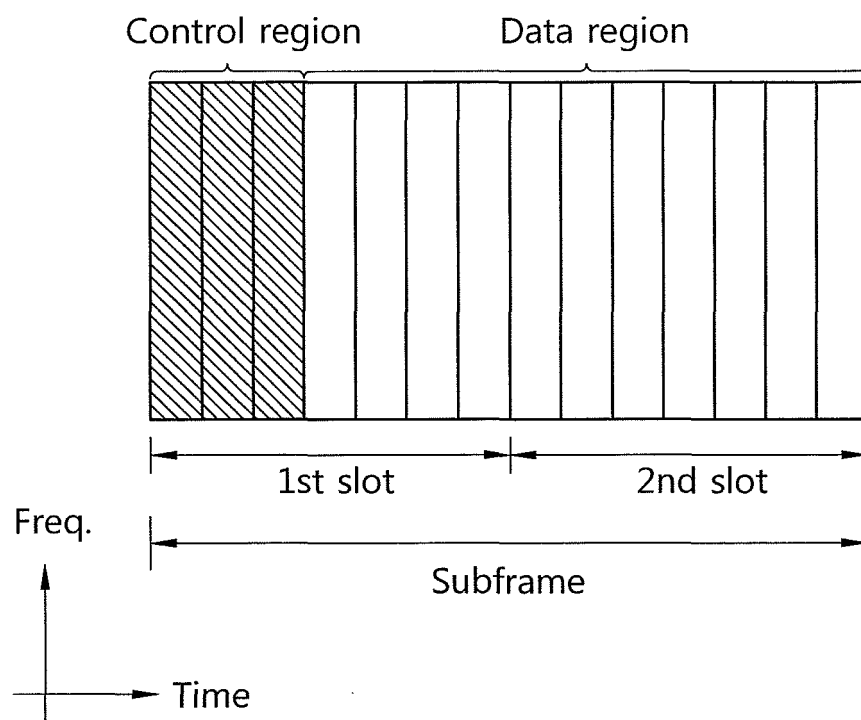 Control region
Data region
1st slot
2nd slot
Subframe
Freq.
Time